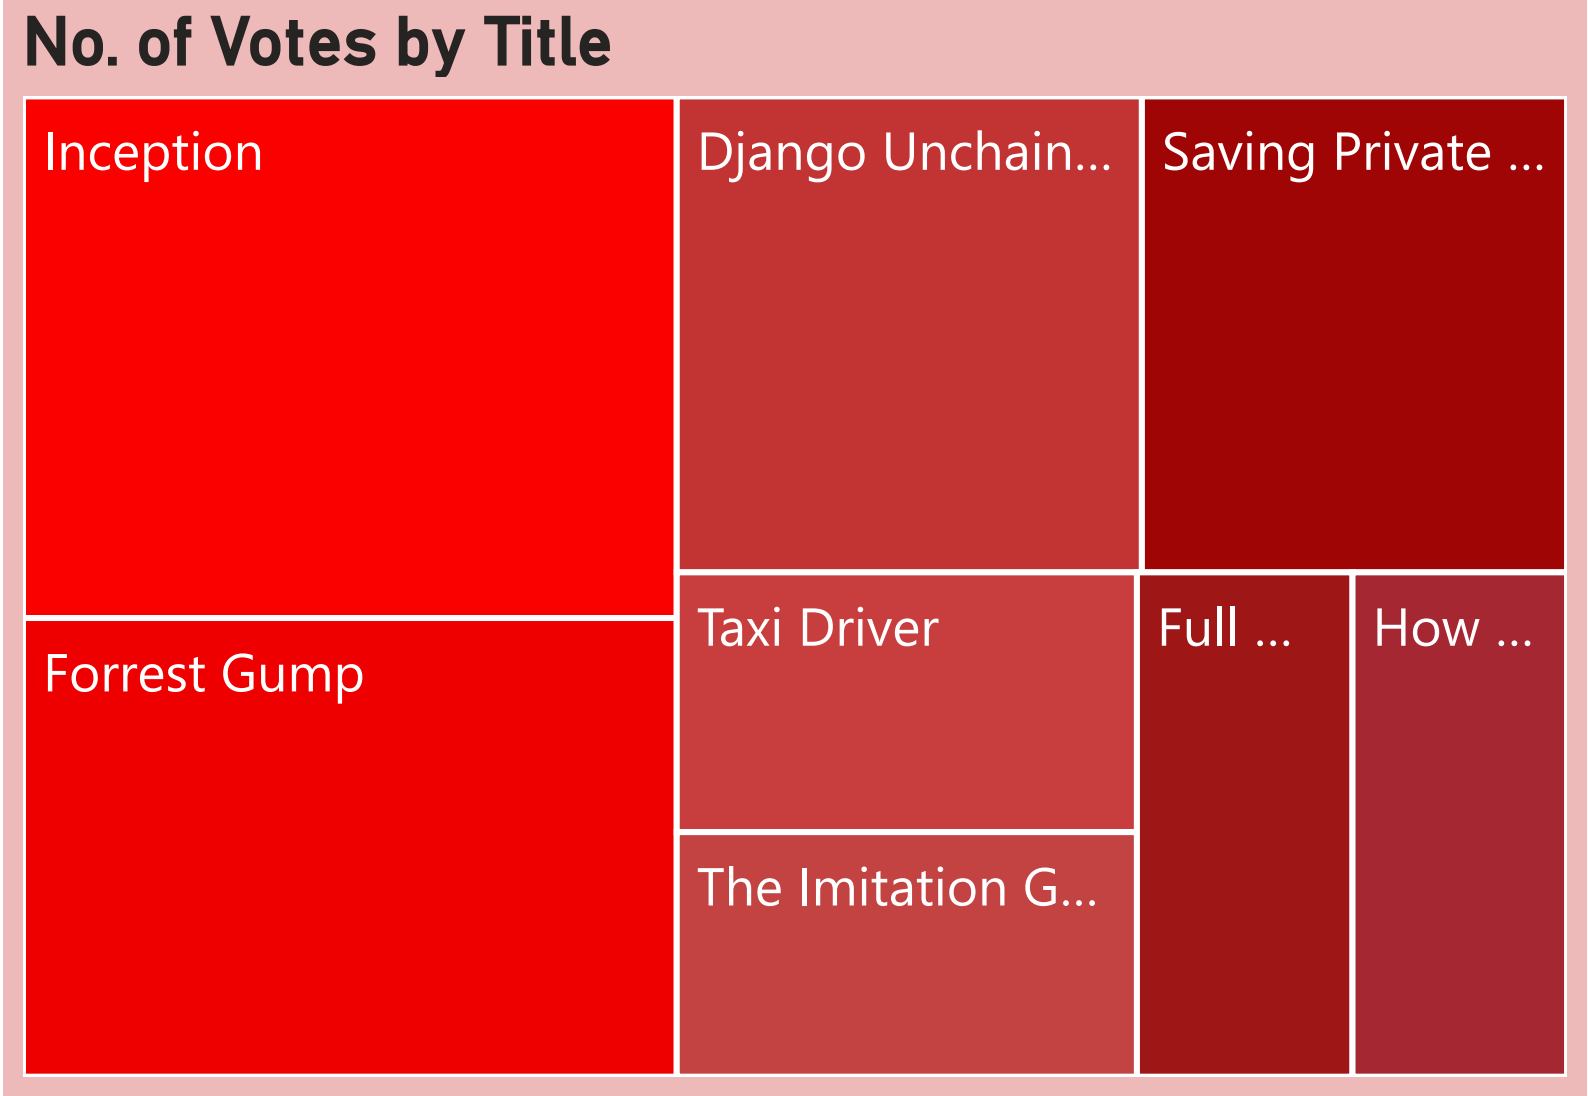 No. of Votes by Title
Inception
Django Unchain...
Saving Private ...
Forrest Gump
Taxi Driver
Full ...
How ...
The Imitation G...